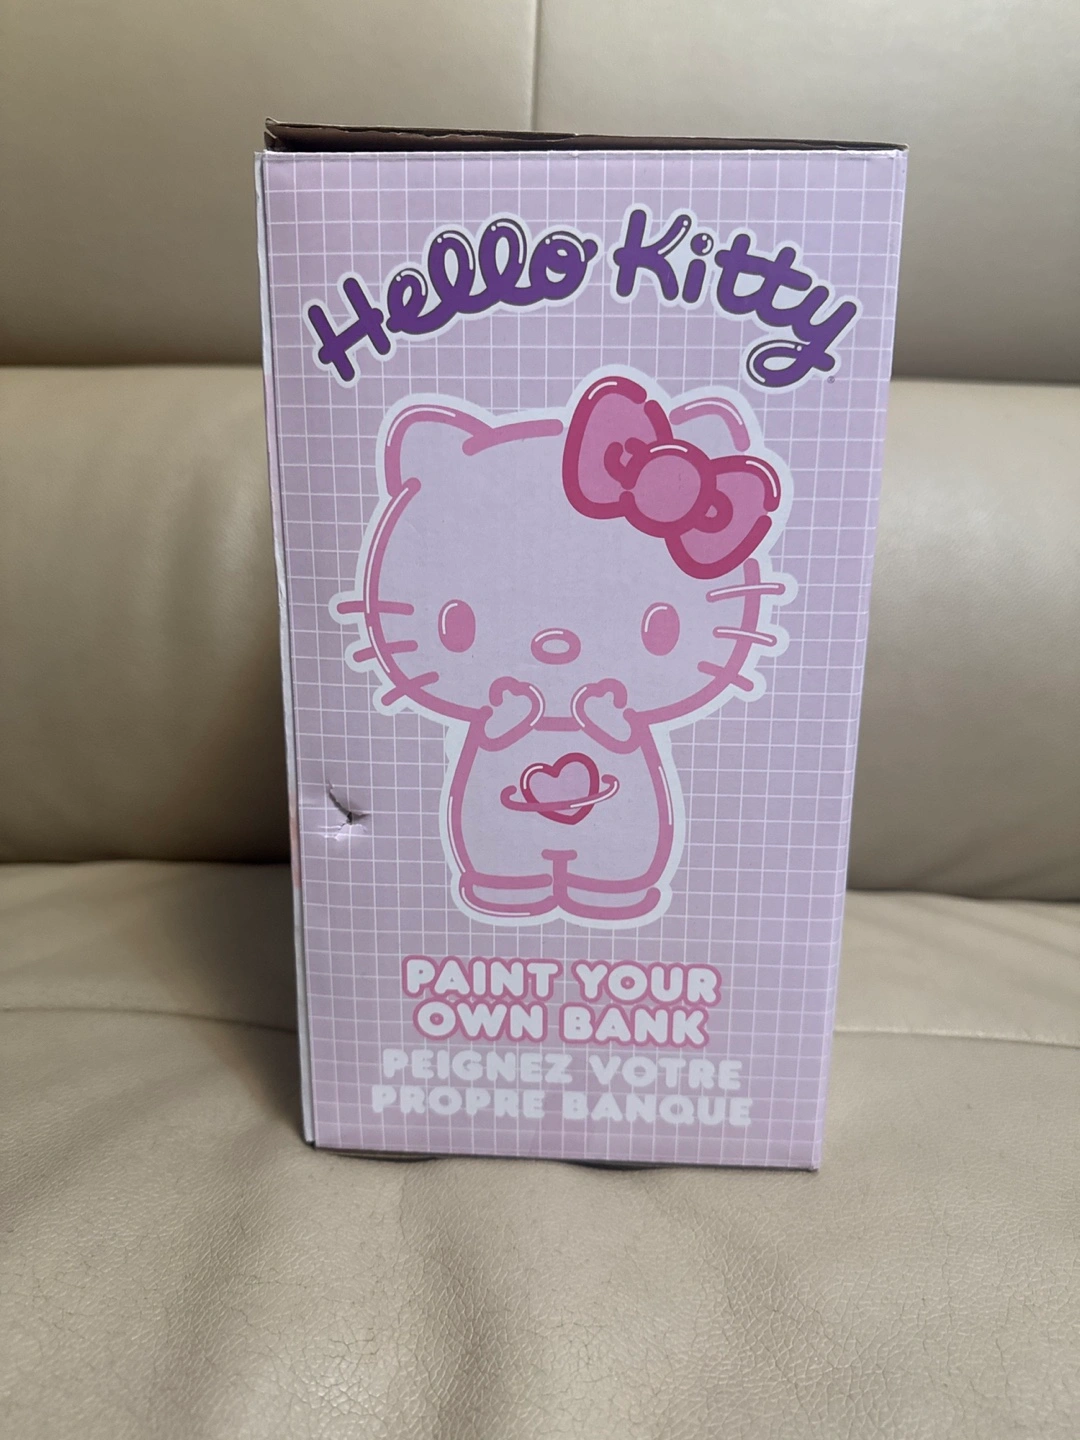 Hello Kitty
PAINT YOUR
OWN BANK
PEIGNEZ VOTRE
PROPRE BANQUE